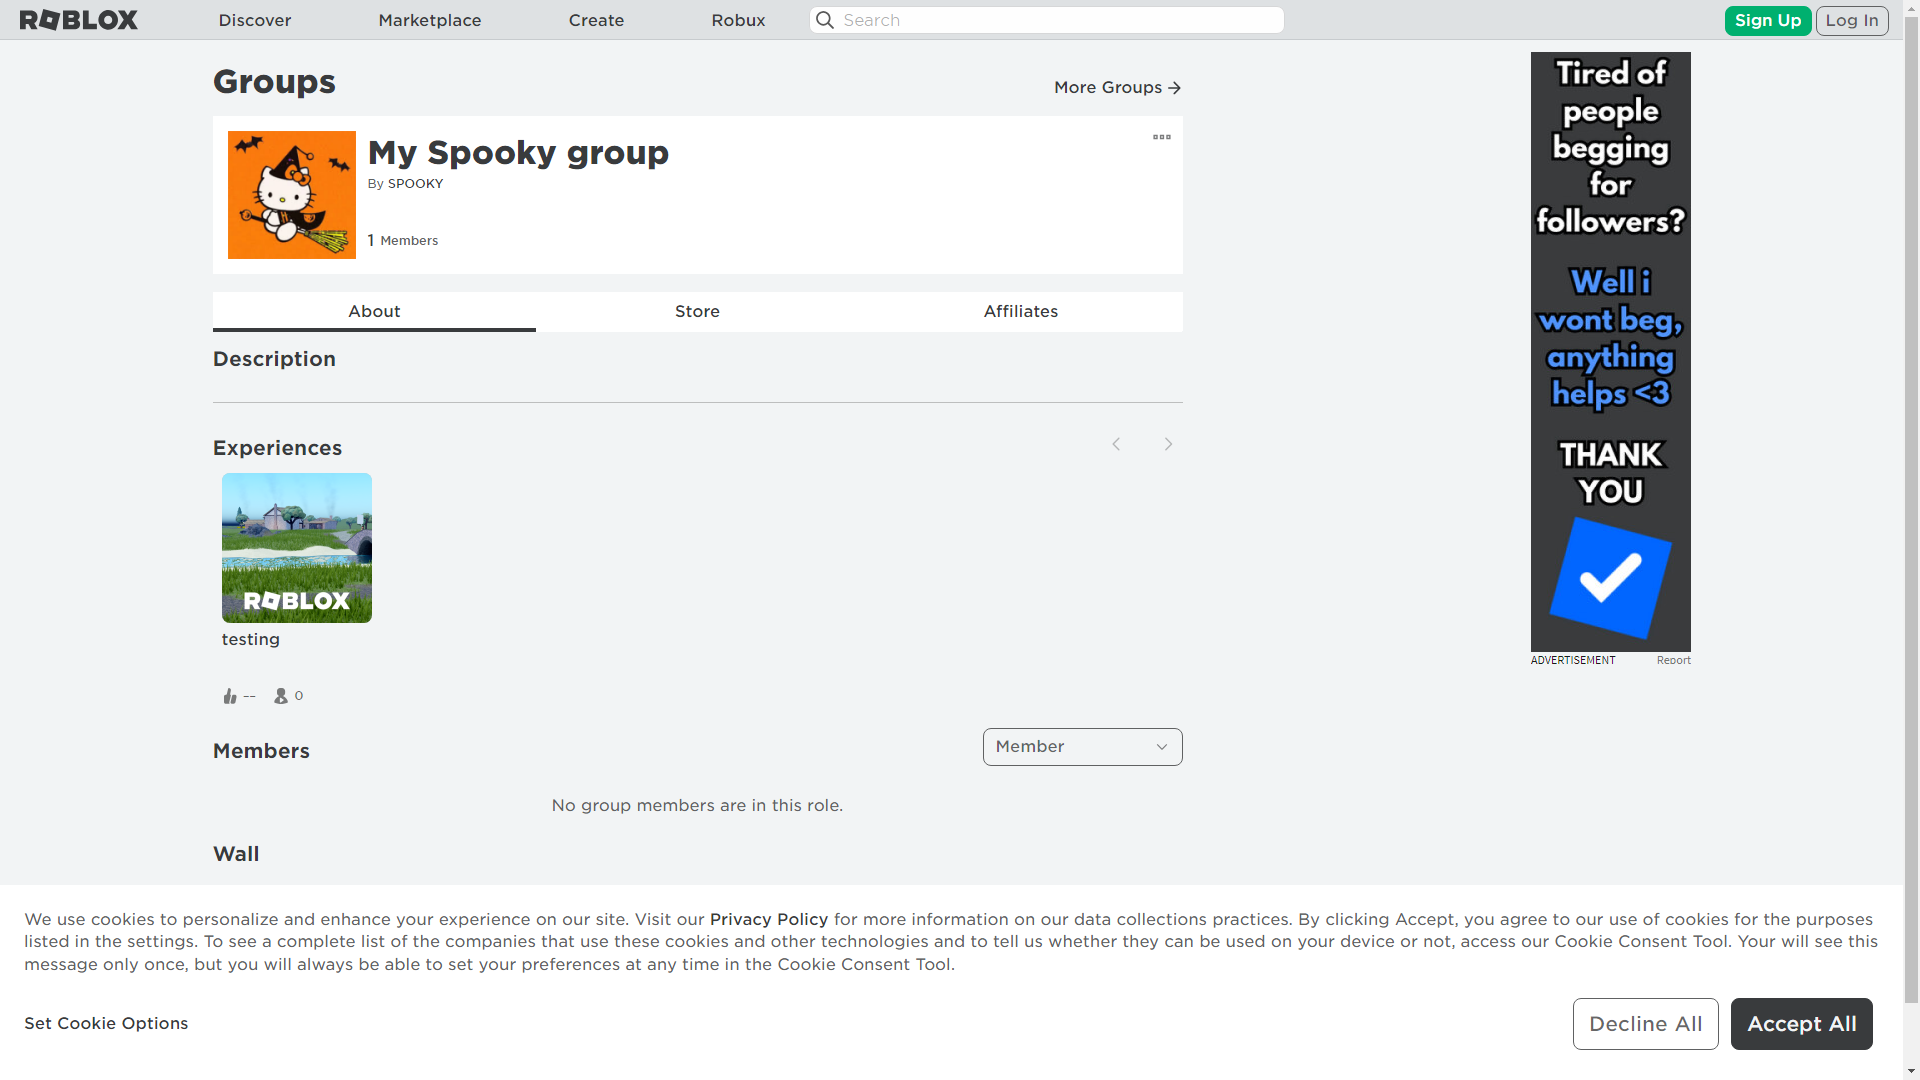 ROBLOX
Discover
Marketplace
Create
Robux
Search
Sign Up
Log In
Groups
More Groups
My Spooky group
By SPOOKY
1 Members
About
Store
Affiliates
Description
Experiences
ROBLOX
testing
--
0
Members
Member
No group members are in this role.
Wall
Tired of
people
begging
for
followers?
Well i
wont beg,
anything
helps <3
THANK
YOU
ADVERTISEMENT
Report
We use cookies to personalize and enhance your experience on our site. Visit our Privacy Policy for more information on our data collections practices. By clicking Accept, you agree to our use of cookies for the purposes
listed in the settings. To see a complete list of the companies that use these cookies and other technologies and to tell us whether they can be used on your device or not, access our Cookie Consent Tool. Your will see this
message only once, but you will always be able to set your preferences at any time in the Cookie Consent Tool.
Set Cookie Options
Decline All
Accept All